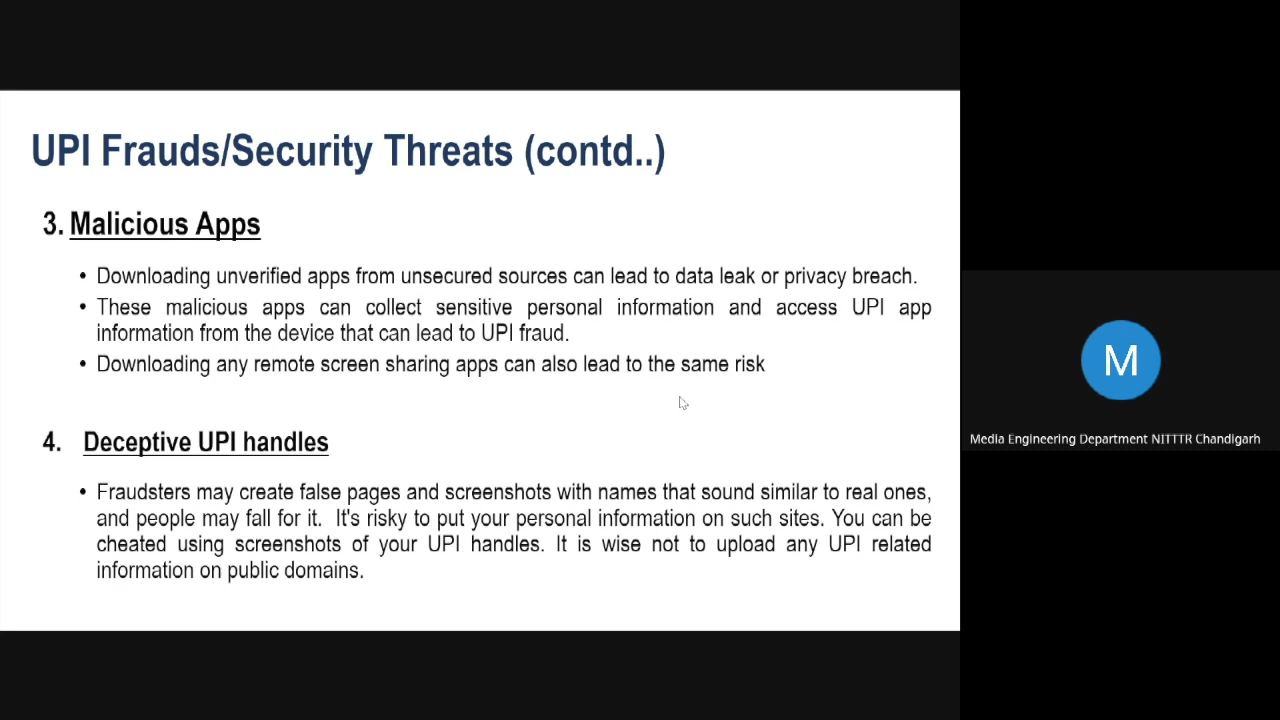 UPI Frauds/Security Threats (contd..)
3. Malicious Apps
• Downloading unverified apps from unsecured sources can lead to data leak or privacy breach.
• These malicious apps can collect sensitive personal information and access UPI app
information from the device that can lead to UPI fraud.
• Downloading any remote screen sharing apps can also lead to the same risk
4. Deceptive UPI handles
• Fraudsters may create false pages and screenshots with names that sound similar to real ones,
and people may fall for it. It's risky to put your personal information on such sites. You can be
cheated using screenshots of your UPI handles. It is wise not to upload any UPI related
information on public domains.
M
Media Engineering Department NITTTR Chandigarh